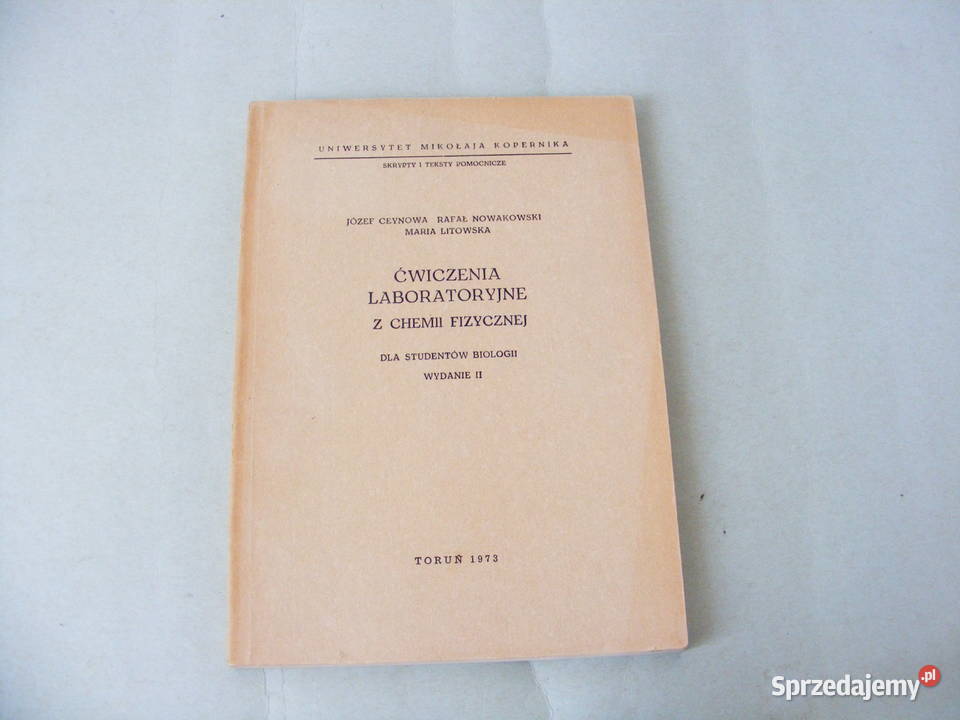 UNIWERSYTET MIKOŁAJA KOPERNIKA
SKRYPTY I TEKSTY POMOCNICZE
JÓZEF CEYNOWA RAFAŁ NOWAKOWSKI
MARIA LITOWSKA
ĆWICZENIA
LABORATORYJNE
Z CHEMII FIZYCZNEJ
DLA STUDENTÓW BIOLOGII
WYDANIE II
TORUŃ 1973
Sprzedajemy.pl